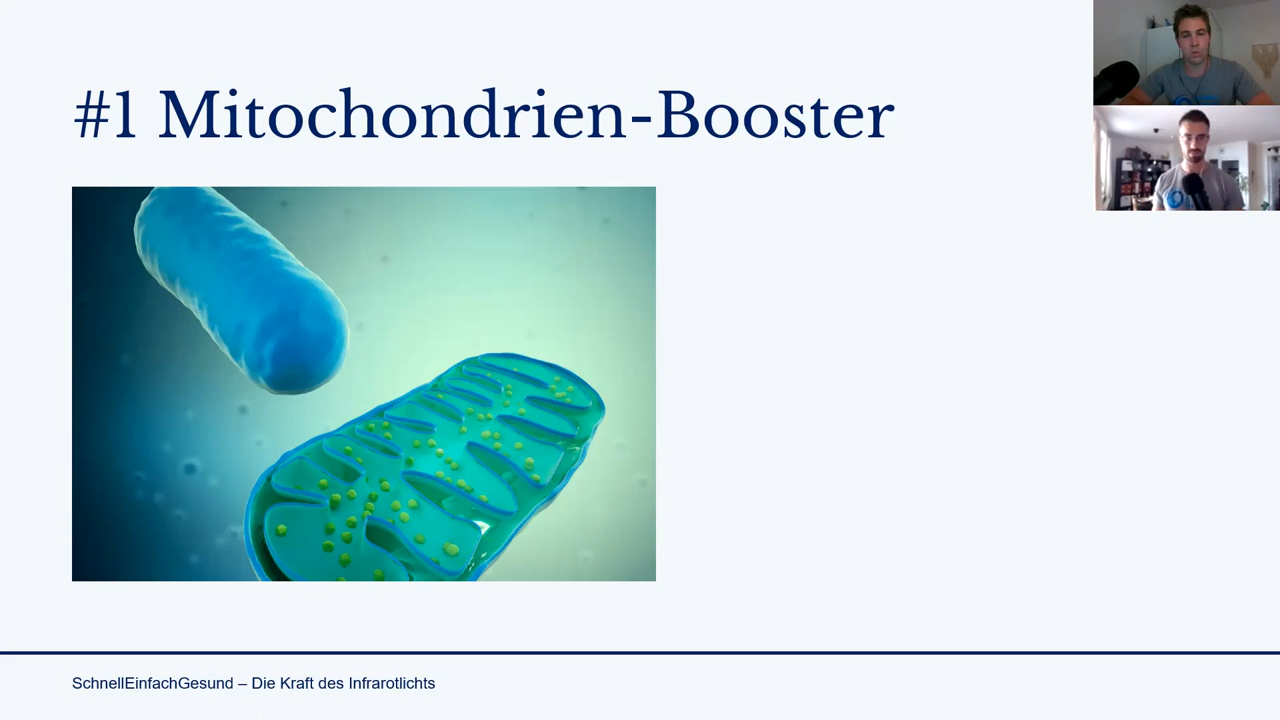 #1 Mitochondrien-Booster
SchnellEinfachGesund – Die Kraft des Infrarotlichts